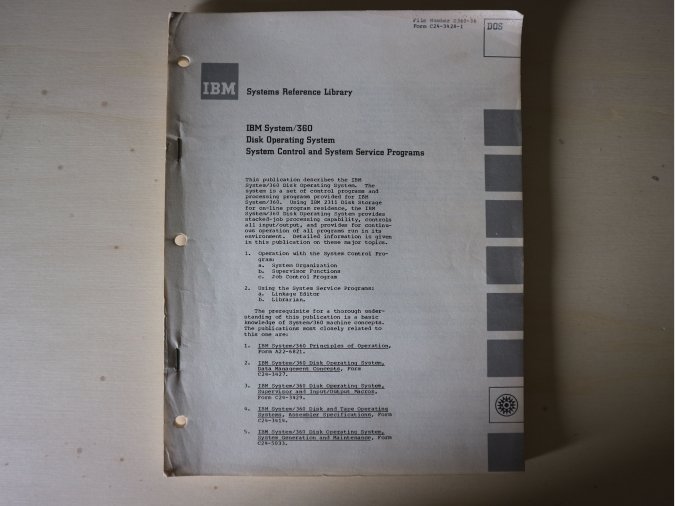 File Number S360-36
Form C24-3428-1
DOS
IBM
Systems Reference Library
IBM System/360
Disk Operating System
System Control and System Service Programs
This publication describes the IBM
System/360 Disk Operating System. The
system is a set of control programs and
processing programs provided for IBM
System/360. Using IBM 2311 Disk Storage
for on-line program residence, the IBM
System/360 Disk Operating System provides
stacked-job processing capability, controls
all input/output, and provides for continu-
ous operation of all programs run in its
environment. Detailed information is given
in this publication on these major topics.
1. Operation with the System Control Pro-
grams:
a. System Organization
b. Supervisor Functions
c. Job Control Program
2. Using the System Service Programs:
a. Linkage Editor
b. Librarian.
The prerequisite for a thorough under-
standing of this publication is a basic
knowledge of System/360 machine concepts.
The publications most closely related to
this one are:
1. IBM System/360 Principles of Operation,
Form A22-6821.
2. IBM System/360 Disk Operating System,
Data Management Concepts, Form
C24-3427.
3. IBM System/360 Disk Operating System,
Supervisor and Input/Output Macros,
Form C24-3429.
4. IBM System/360 Disk and Tape Operating
Systems, Assembler Specifications, Form
C24-3414.
5. IBM System/360 Disk Operating System,
System Generation and Maintenance, Form
C24-5033.